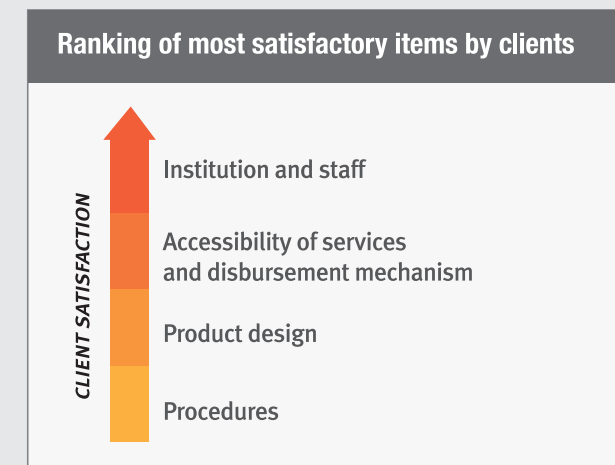 Ranking of most satisfactory items by clients
Institution and staff
Accessibility of services
and disbursement mechanism
Product design
Procedures
CLIENT SATISFACTION